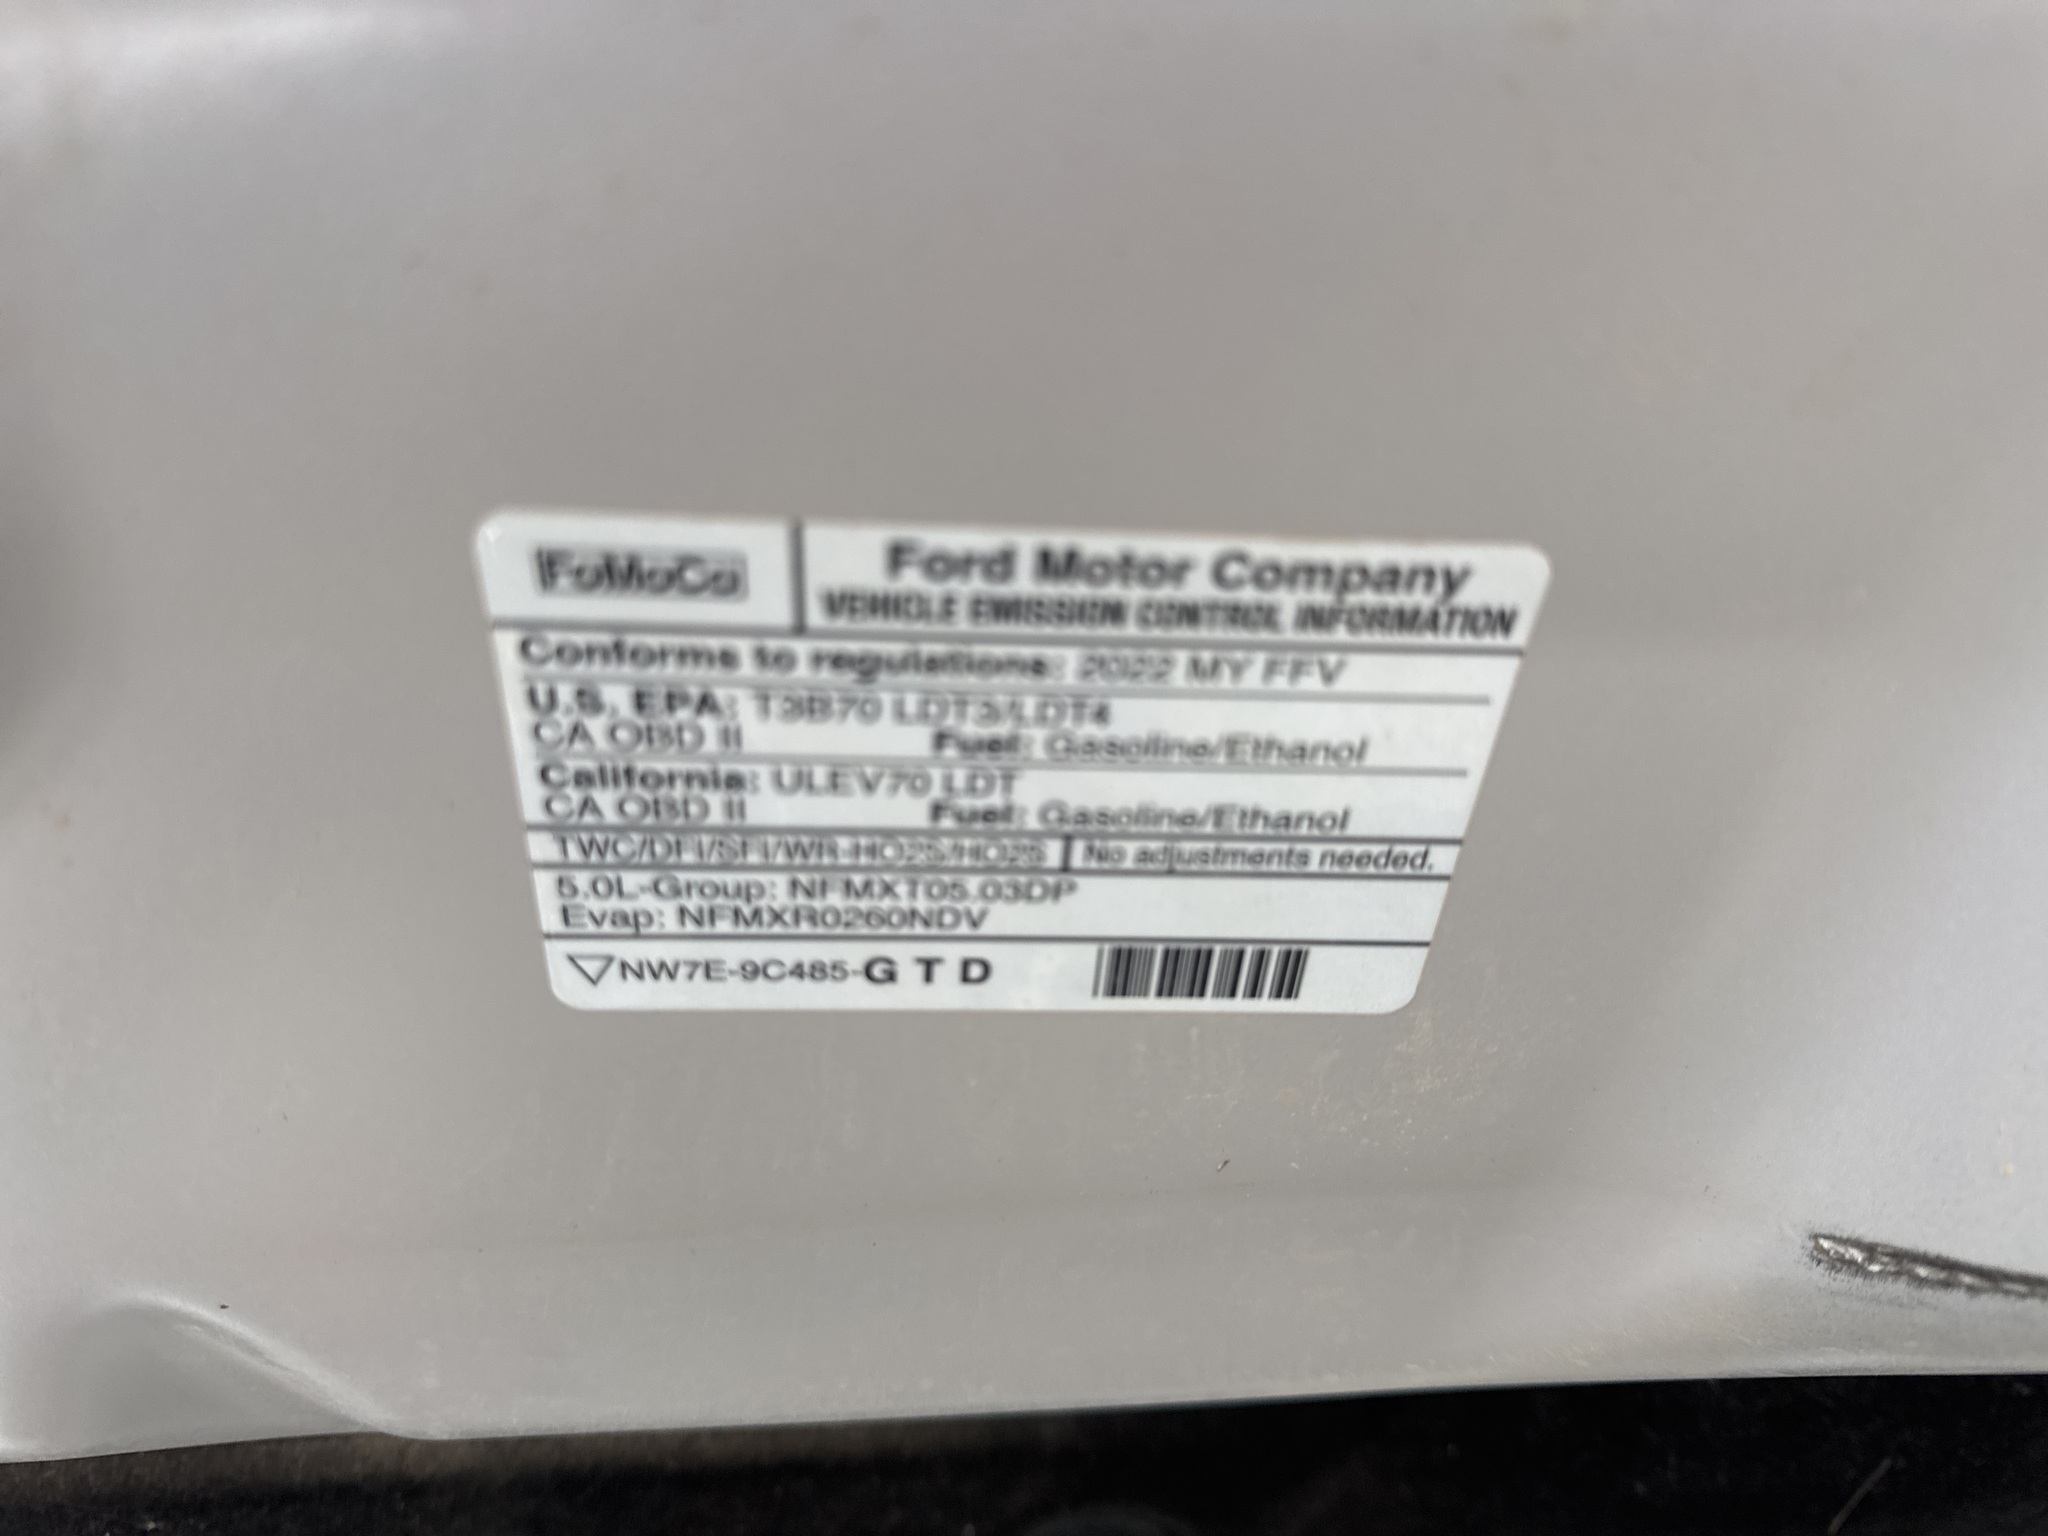 FoMoCo
Ford Motor Company
VEHICLE EMISSION CONTROL INFORMATION
Conforms to regulations: 2022 MY FFV
U.S. EPA: T3B70 LDT3/LDT4
CA OBD II Fuel: Gasoline/Ethanol
California: ULEV70 LDT
CA OBD II Fuel: Gasoline/Ethanol
TWC/DFI/SFI/WR-HO2S/HO2S No adjustments needed.
5.0L-Group: NFMXT05.03DP
Evap: NFMXR0260NDV
NW7E-9C485-G T D